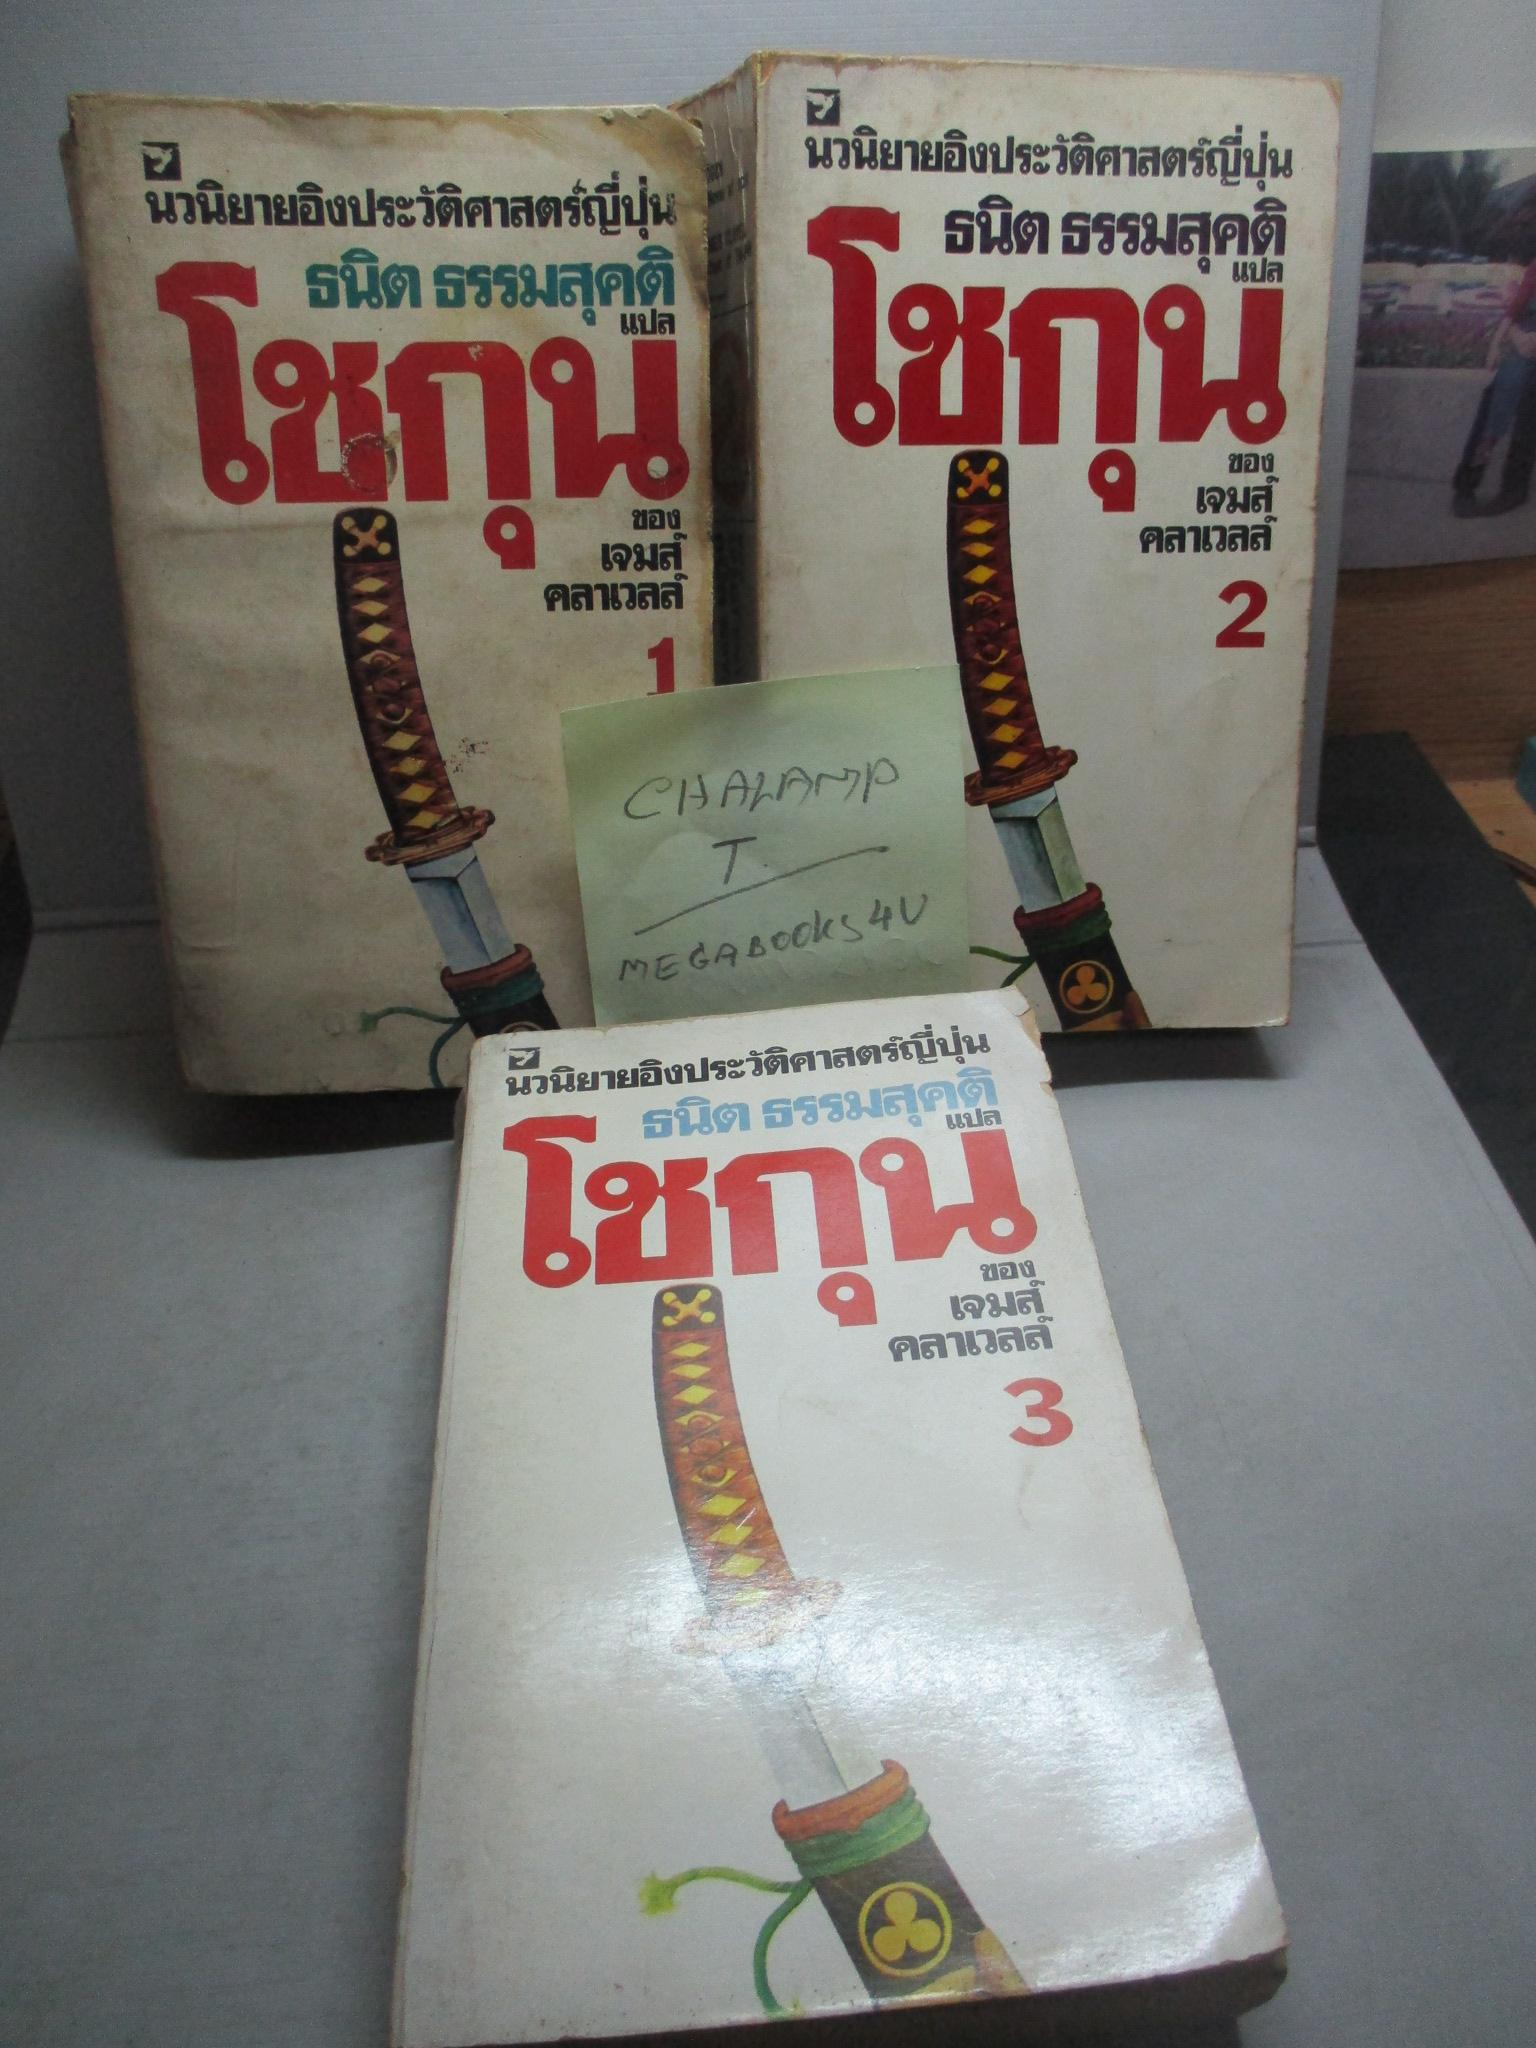 นวนิยายอิงประวัติศาสตร์ญี่ปุ่น
ธนิต ธรรมสุคติ
แปล
โชกุน
ของ
เจมส์
คลาเวลล์
1
นวนิยายอิงประวัติศาสตร์ญี่ปุ่น
ธนิต ธรรมสุคติ
แปล
โชกุน
ของ
เจมส์
คลาเวลล์
2
CHALAMP
T.
MEGABOOKS4U
นวนิยายอิงประวัติศาสตร์ญี่ปุ่น
ธนิต ธรรมสุคติ
แปล
โชกุน
ของ
เจมส์
คลาเวลล์
3